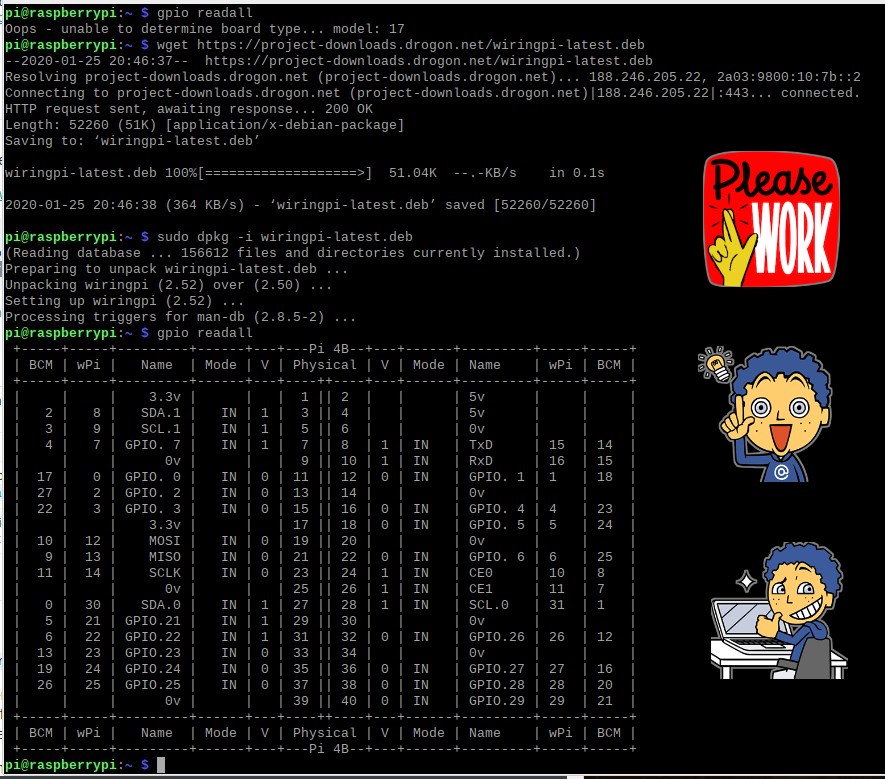 pi@raspberrypi:~ $ gpio readall
Oops - unable to determine board type... model: 17
pi@raspberrypi:~ $ wget https://project-downloads.drogon.net/wiringpi-latest.deb
--2020-01-25 20:46:37--  https://project-downloads.drogon.net/wiringpi-latest.deb
Resolving project-downloads.drogon.net (project-downloads.drogon.net)... 188.246.205.22, 2a03:9800:10:7b::2
Connecting to project-downloads.drogon.net (project-downloads.drogon.net)|188.246.205.22|:443... connected.
HTTP request sent, awaiting response... 200 OK
Length: 52260 (51K) [application/x-debian-package]
Saving to: ‘wiringpi-latest.deb’
wiringpi-latest.deb 100%[===================>]  51.04K  --.-KB/s    in 0.1s
2020-01-25 20:46:38 (364 KB/s) - ‘wiringpi-latest.deb’ saved [52260/52260]
Please
WORK
pi@raspberrypi:~ $ sudo dpkg -i wiringpi-latest.deb
(Reading database ... 156612 files and directories currently installed.)
Preparing to unpack wiringpi-latest.deb ...
Unpacking wiringpi (2.52) over (2.50) ...
Setting up wiringpi (2.52) ...
Processing triggers for man-db (2.8.5-2) ...
pi@raspberrypi:~ $ gpio readall
 +-----+-----+---------+------+---+---Pi 4B--+---+------+---------+-----+-----+
 | BCM | wPi |   Name  | Mode | V | Physical | V | Mode | Name    | wPi | BCM |
 +-----+-----+---------+------+---+----++----+---+------+---------+-----+-----+
 |     |     |    3.3v |      |   |  1 || 2  |   |      | 5v      |     |     |
 |   2 |   8 |   SDA.1 |   IN | 1 |  3 || 4  |   |      | 5v      |     |     |
 |   3 |   9 |   SCL.1 |   IN | 1 |  5 || 6  |   |      | 0v      |     |     |
 |   4 |   7 | GPIO. 7 |   IN | 1 |  7 || 8  | 1 | IN   | TxD     | 15  | 14  |
 |     |     |      0v |      |   |  9 || 10 | 1 | IN   | RxD     | 16  | 15  |
 |  17 |   0 | GPIO. 0 |   IN | 0 | 11 || 12 | 0 | IN   | GPIO. 1 | 1   | 18  |
 |  27 |   2 | GPIO. 2 |   IN | 0 | 13 || 14 |   |      | 0v      |     |     |
 |  22 |   3 | GPIO. 3 |   IN | 0 | 15 || 16 | 0 | IN   | GPIO. 4 | 4   | 23  |
 |     |     |    3.3v |      |   | 17 || 18 | 0 | IN   | GPIO. 5 | 5   | 24  |
 |  10 |  12 |    MOSI |   IN | 0 | 19 || 20 |   |      | 0v      |     |     |
 |   9 |  13 |    MISO |   IN | 0 | 21 || 22 | 0 | IN   | GPIO. 6 | 6   | 25  |
 |  11 |  14 |    SCLK |   IN | 0 | 23 || 24 | 1 | IN   | CE0     | 10  | 8   |
 |     |     |      0v |      |   | 25 || 26 | 1 | IN   | CE1     | 11  | 7   |
 |   0 |  30 |   SDA.0 |   IN | 1 | 27 || 28 | 1 | IN   | SCL.0   | 31  | 1   |
 |   5 |  21 | GPIO.21 |   IN | 1 | 29 || 30 |   |      | 0v      |     |     |
 |   6 |  22 | GPIO.22 |   IN | 1 | 31 || 32 | 0 | IN   | GPIO.26 | 26  | 12  |
 |  13 |  23 | GPIO.23 |   IN | 0 | 33 || 34 |   |      | 0v      |     |     |
 |  19 |  24 | GPIO.24 |   IN | 0 | 35 || 36 | 0 | IN   | GPIO.27 | 27  | 16  |
 |  26 |  25 | GPIO.25 |   IN | 0 | 37 || 38 | 0 | IN   | GPIO.28 | 28  | 20  |
 |     |     |      0v |      |   | 39 || 40 | 0 | IN   | GPIO.29 | 29  | 21  |
 +-----+-----+---------+------+---+----++----+---+------+---------+-----+-----+
 | BCM | wPi |   Name  | Mode | V | Physical | V | Mode | Name    | wPi | BCM |
 +-----+-----+---------+------+---+---Pi 4B--+---+------+---------+-----+-----+
pi@raspberrypi:~ $